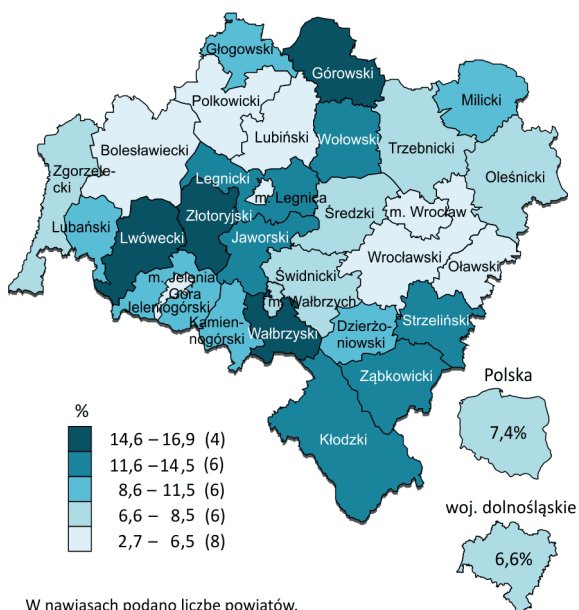 Głogowski
Górowski
Milicki
Polkowicki
Lubiński
Wołowski
Trzebnicki
Bolesławiecki
Zgorzele-
cki
Legnicki
m. Legnica
Oleśnicki
Lubański
Lwówecki
Złotoryjski
Średzki
m. Wrocław
Jaworski
Wrocławski
Oławski
m. Jelenia
Góra
Jeleniogórski
Świdnicki
m. Wałbrzych
Kamien-
nogórski
Wałbrzyski
Dzierżo-
niowski
Strzeliński
Ząbkowicki
Kłodzki
Polska
7,4%
woj. dolnośląskie
6,6%
%
14,6 – 16,9 (4)
11,6 – 14,5 (6)
8,6 – 11,5 (6)
6,6 – 8,5 (6)
2,7 – 6,5 (8)
W nawiasach podano liczbę powiatów.